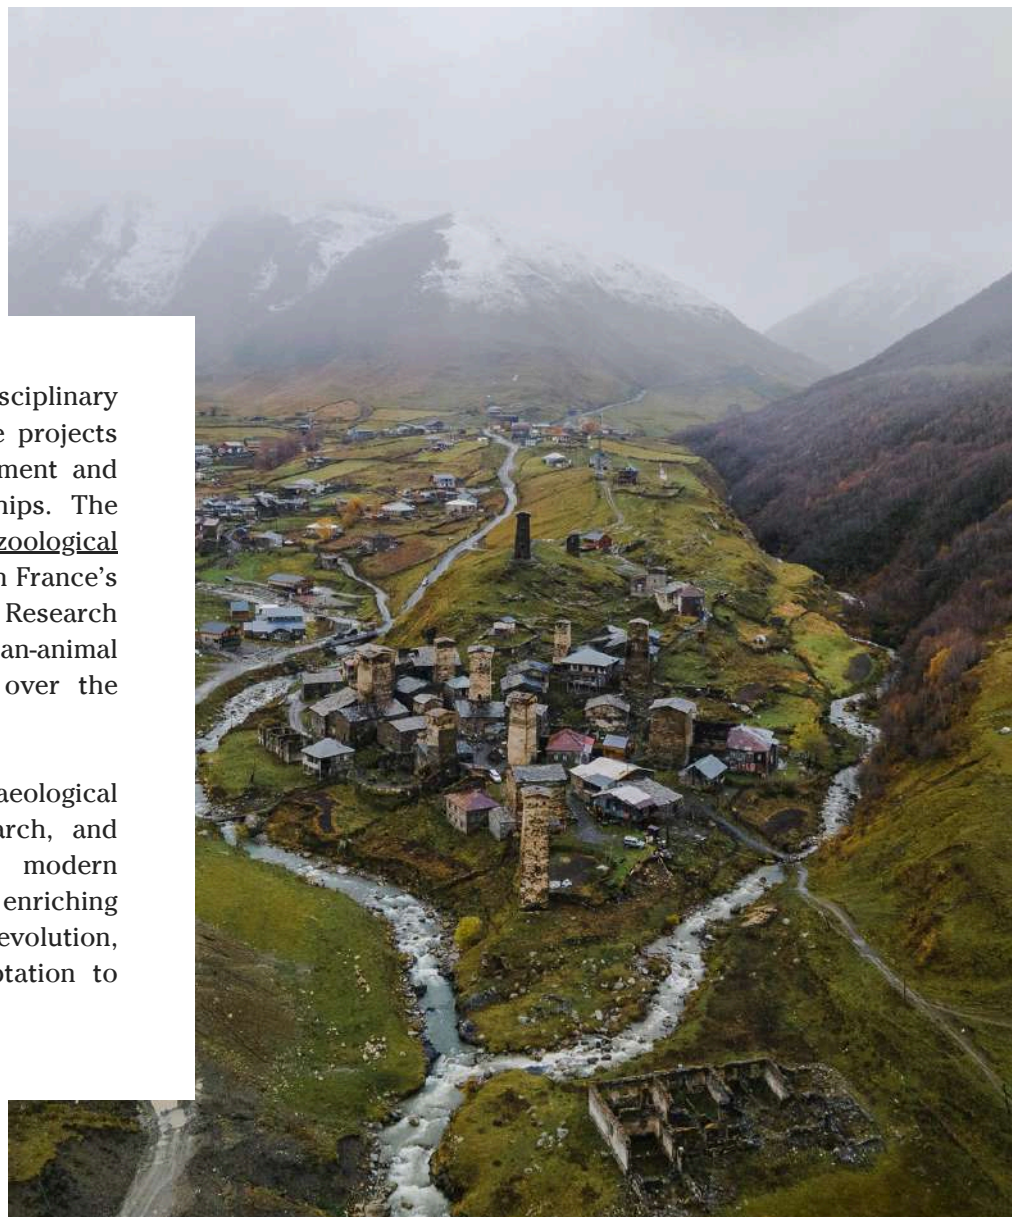 sciplinary
e projects
ment and
hips. The
zoological
n France's
Research
an-animal
over the
aeological
arch, and
modern
enriching
evolution,
ptation to